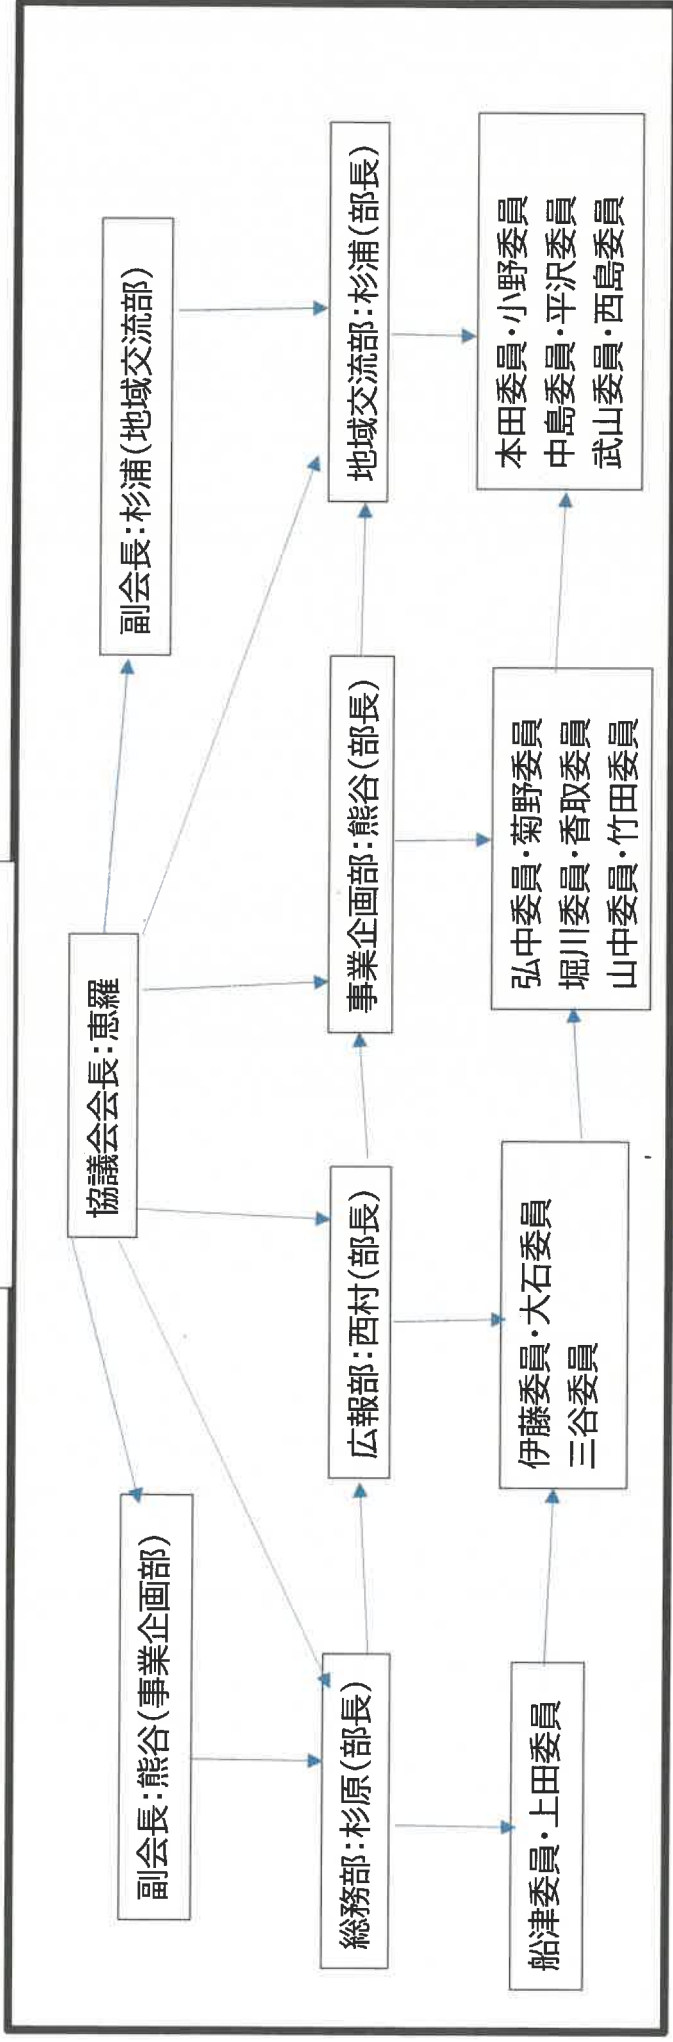 協議会会長:恵羅
副会長:熊谷(事業企画部)
副会長:杉浦(地域交流部)
総務部:杉原(部長)
広報部:西村(部長)
事業企画部:熊谷(部長)
地域交流部:杉浦(部長)
船津委員・上田委員
伊藤委員・大石委員
三谷委員
弘中委員・菊野委員
堀川委員・香取委員
山中委員・竹田委員
本田委員・小野委員
中島委員・平沢委員
武山委員・西島委員